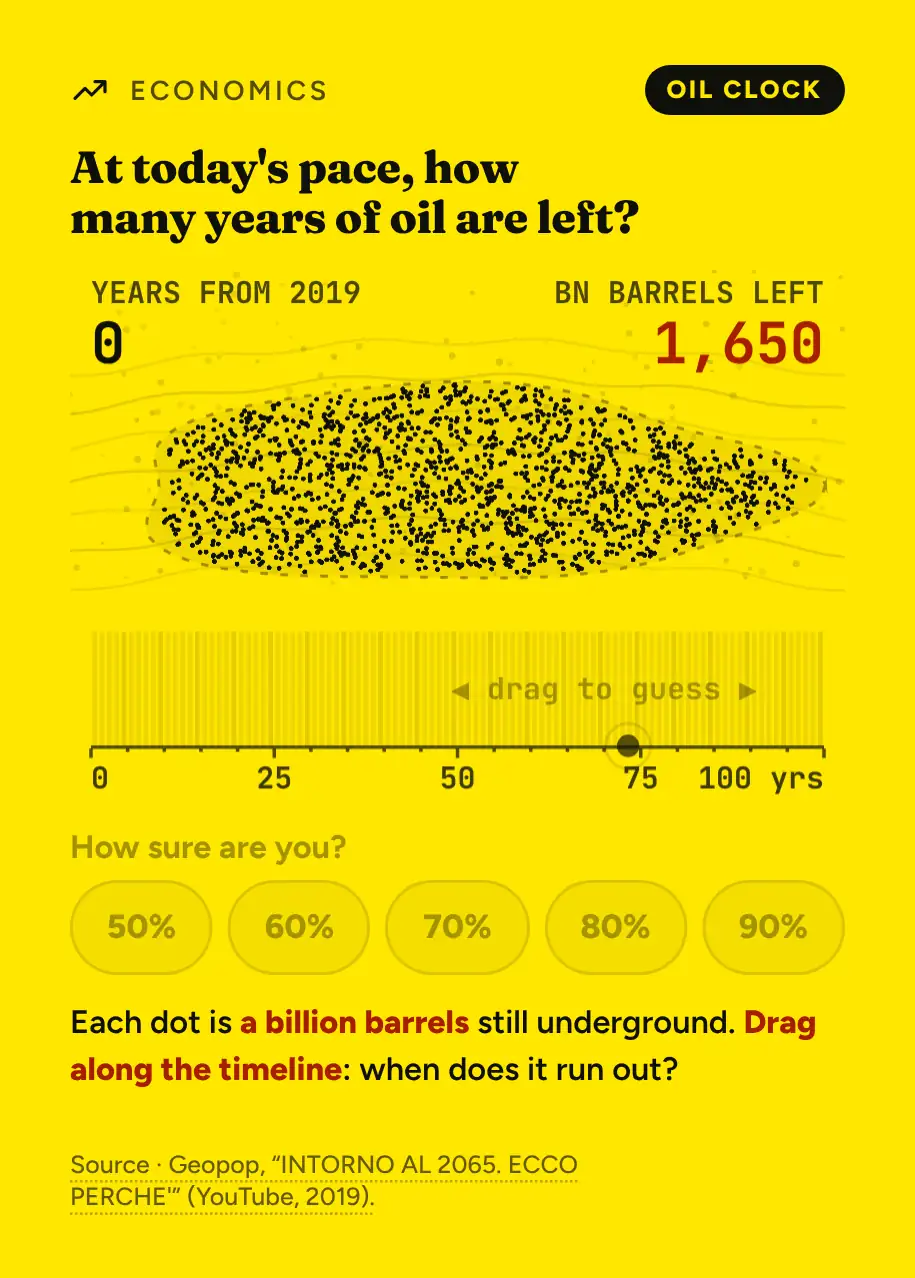 ECONOMICS
OIL CLOCK
At today's pace, how
many years of oil are left?
YEARS FROM 2019
BN BARRELS LEFT
0
1,650
◀ drag to guess ▶
0 25 50 75 100 yrs
How sure are you?
50% 60% 70% 80% 90%
Each dot is a billion barrels still underground. Drag
along the timeline: when does it run out?
Source · Geopop, “INTORNO AL 2065. ECCO
PERCHE'” (YouTube, 2019).